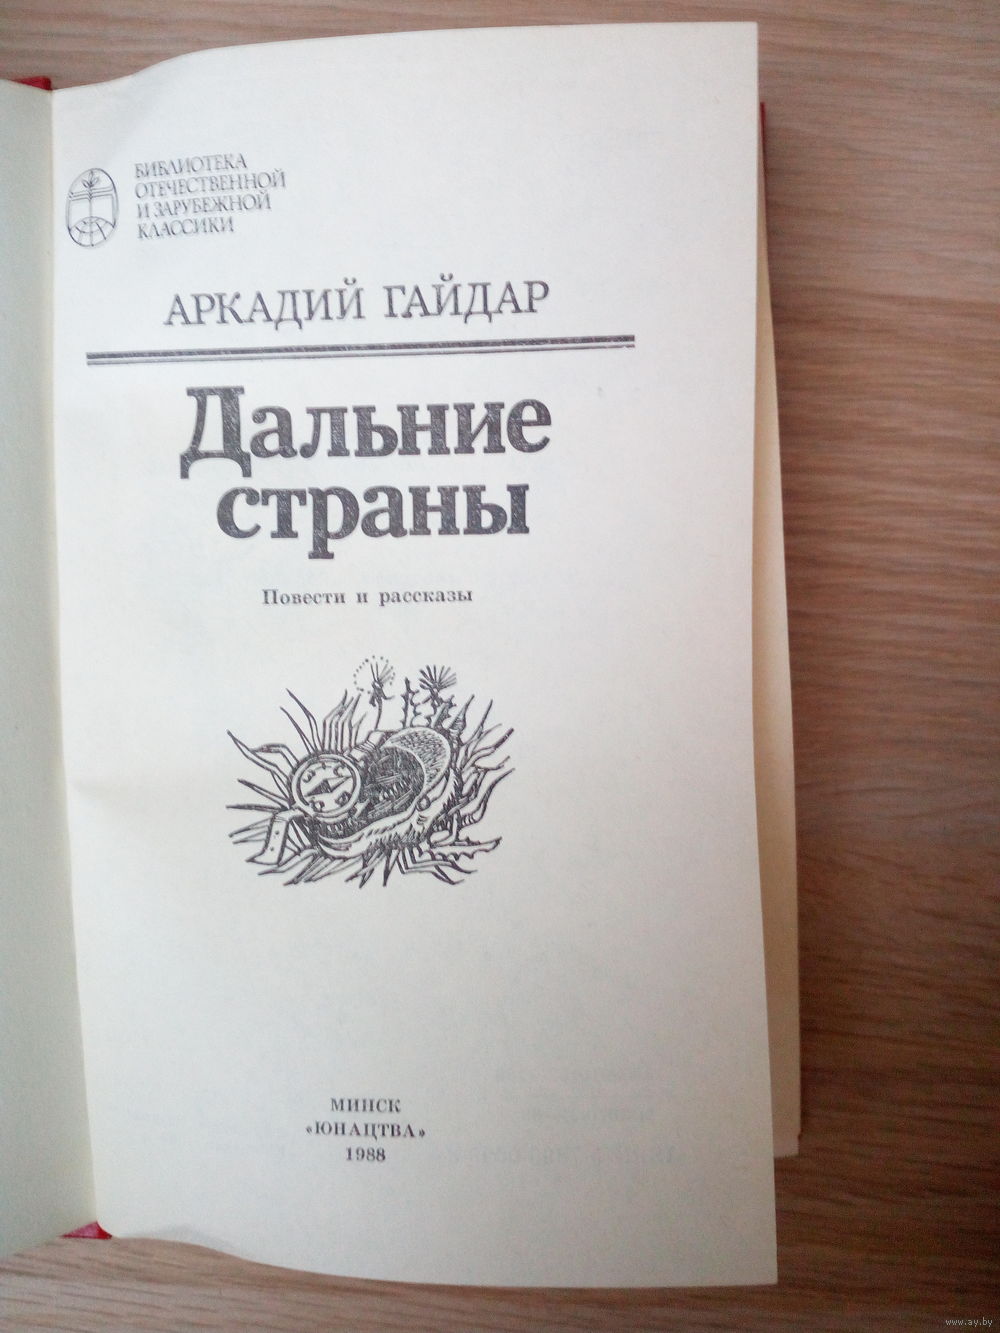 БИБЛИОТЕКА
ОТЕЧЕСТВЕННОЙ
И ЗАРУБЕЖНОЙ
КЛАССИКИ
АРКАДИЙ ГАЙДАР
Дальние
страны
Повести и рассказы
МИНСК
«ЮНАЦТВА»
1988
www.ay.by